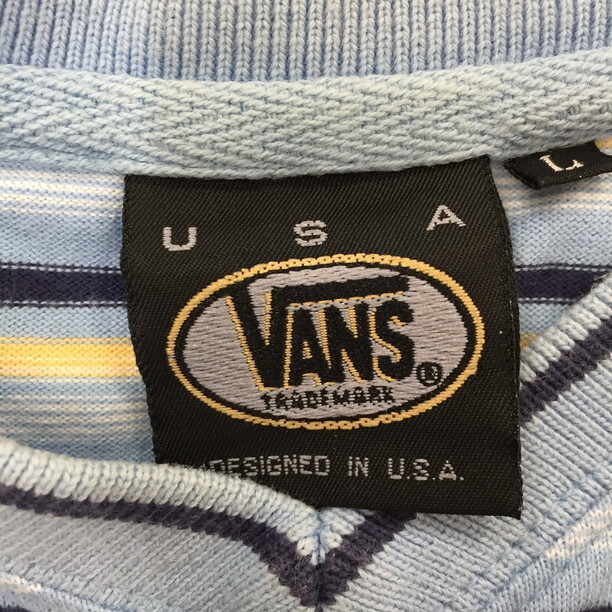 L
U S A
VANS ®
TRADEMARK
DESIGNED IN U.S.A.